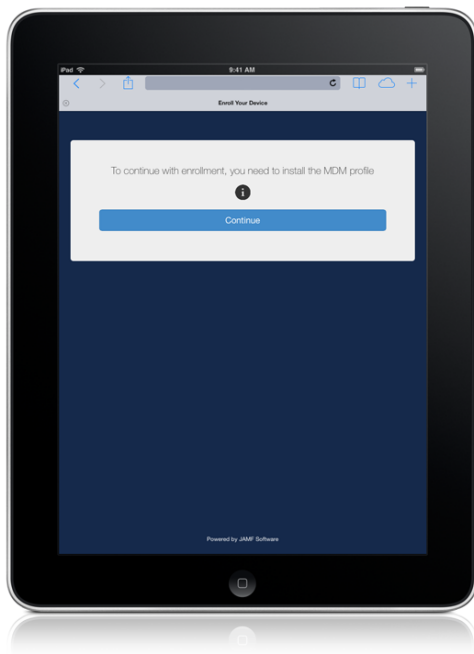 iPad
9:41 AM
Enroll Your Device
To continue with enrollment, you need to install the MDM profile
i
Continue
Powered by JAMF Software